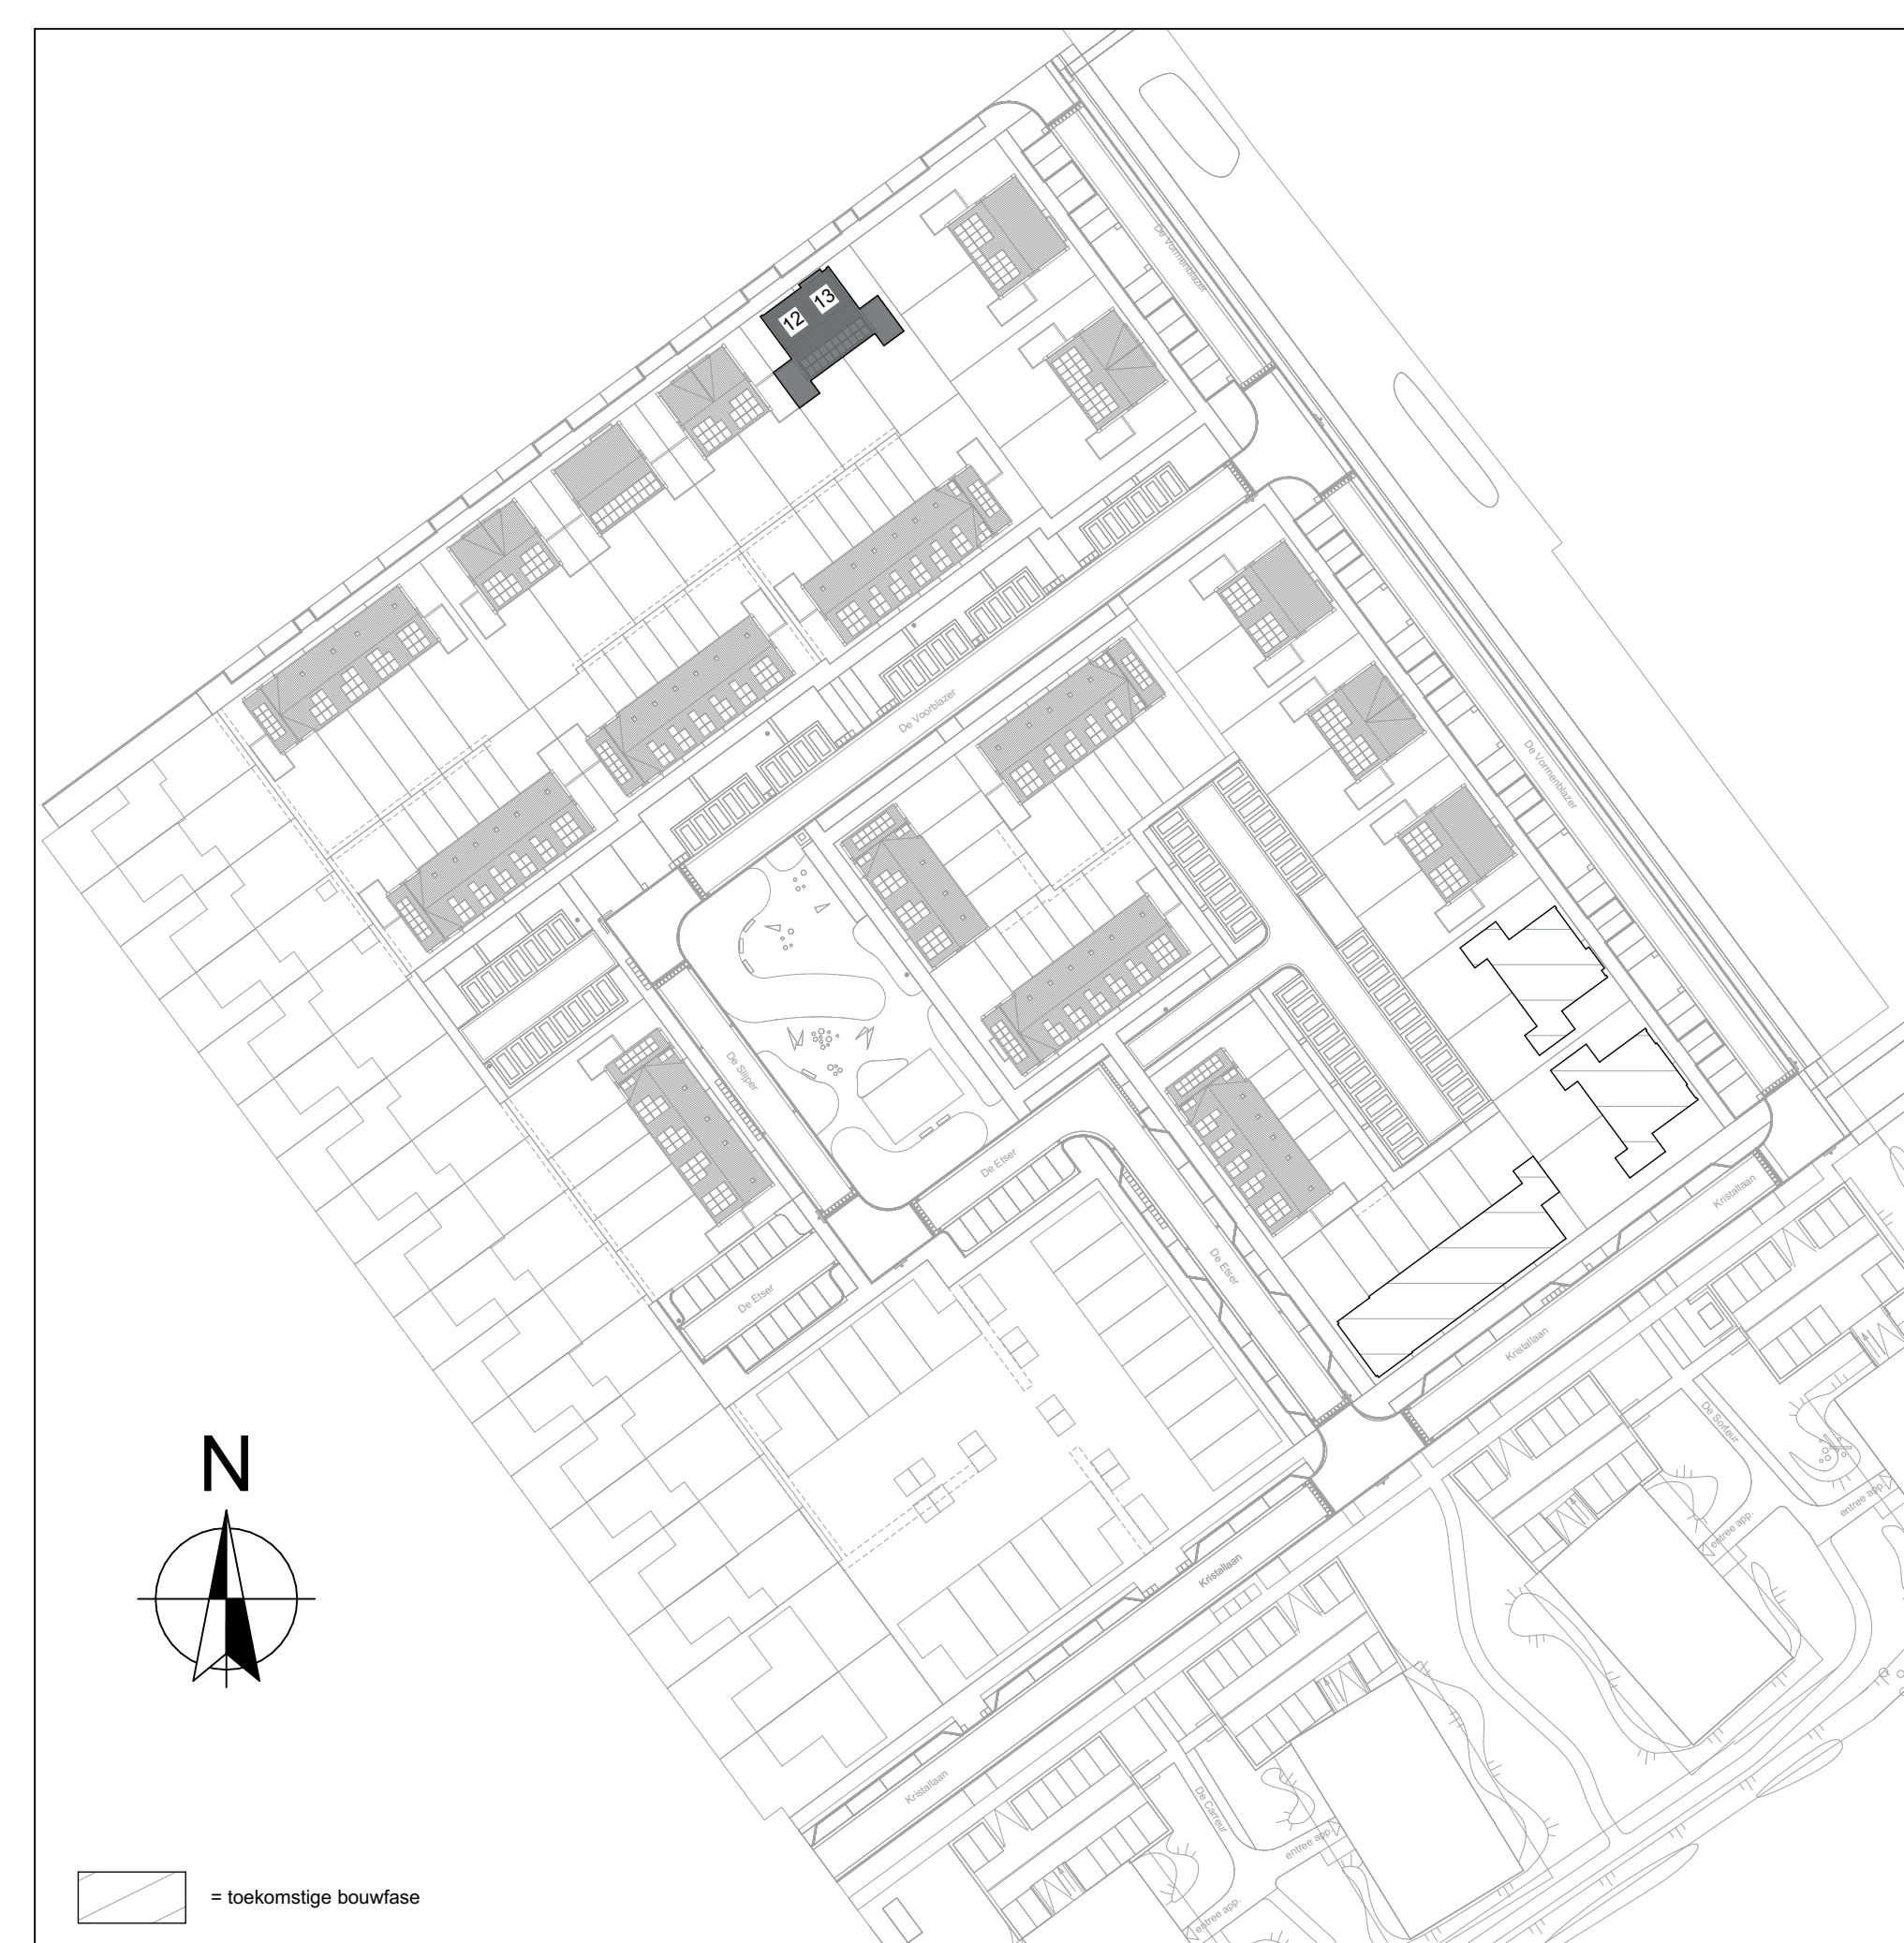 De Vormenblazer
13
12
De Voorblazer
De Vormenblazer
De Slijper
De Etser
De Etser
De Etser
Kristallaan
Kristallaan
De Sorteur
entree app.
entree app.
Kristallaan
N
Kristallaan
De Carreur
entree app.
entree app.
= toekomstige bouwfase